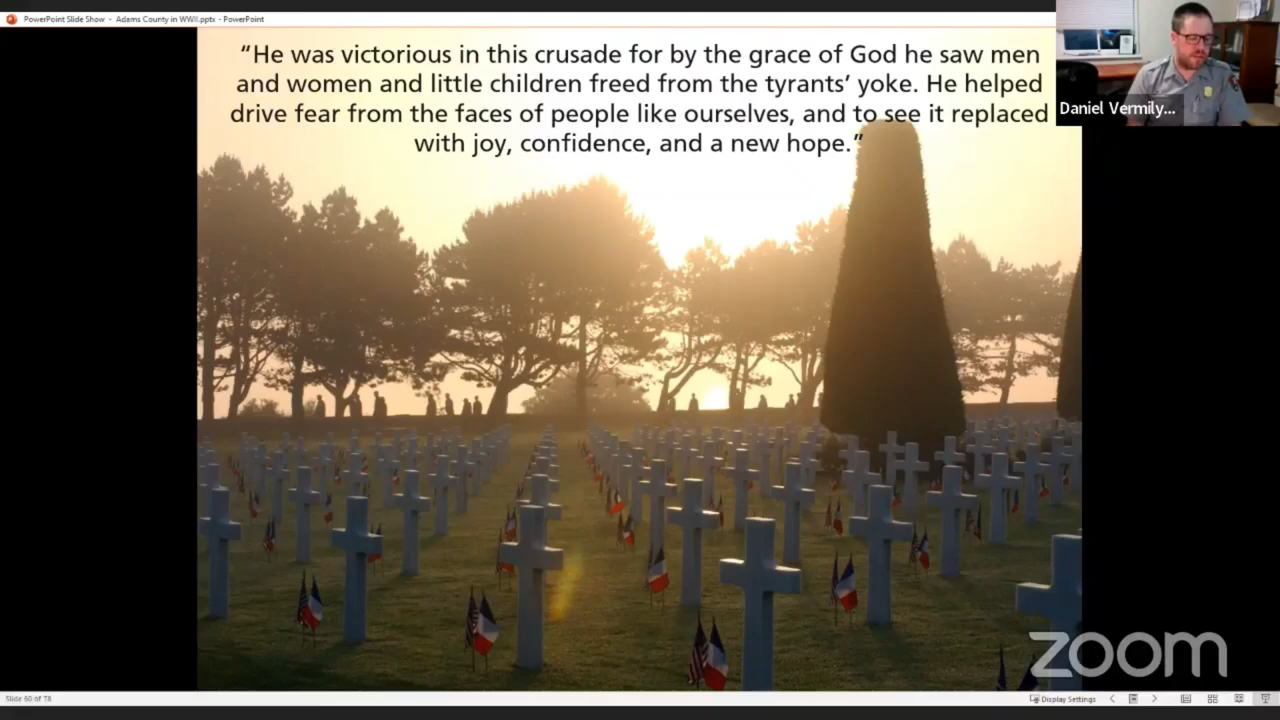 PowerPoint Slide Show - Adams County in WWII.pptx - PowerPoint
“He was victorious in this crusade for by the grace of God he saw men
and women and little children freed from the tyrants’ yoke. He helped
drive fear from the faces of people like ourselves, and to see it replaced
with joy, confidence, and a new hope.”
Daniel Vermily...
zoom
Slide 60 of 78
Display Settings